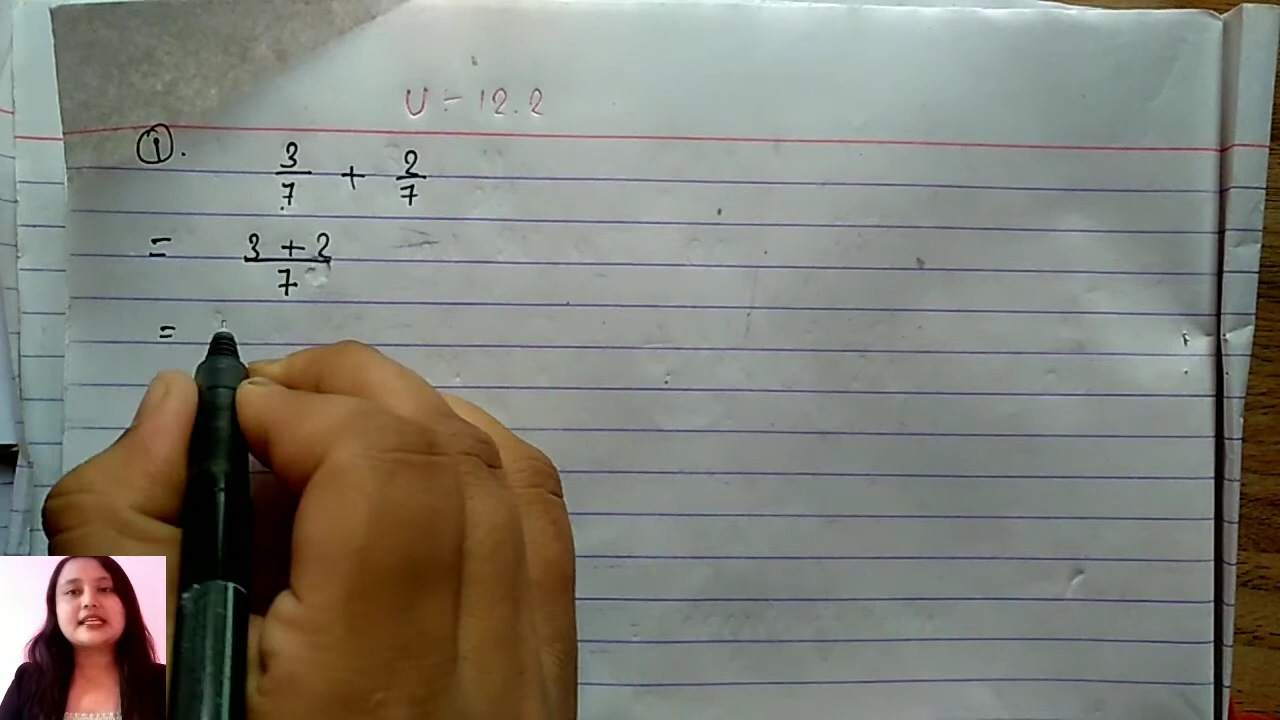 U - 12.2
①. 3/7 + 2/7
= 3 + 2/7
=